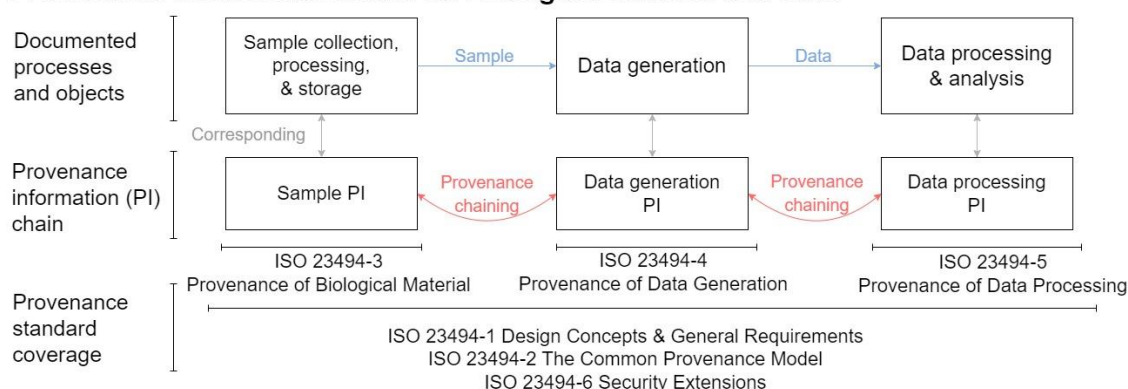 Documented
processes
and objects
Sample collection,
processing,
& storage
Sample
Data generation
Data
Data processing
& analysis
Corresponding
Provenance
information (PI)
chain
Sample PI
Provenance
chaining
Data generation
PI
Provenance
chaining
Data processing
PI
ISO 23494-3
Provenance of Biological Material
ISO 23494-4
Provenance of Data Generation
ISO 23494-5
Provenance of Data Processing
Provenance
standard
coverage
ISO 23494-1 Design Concepts & General Requirements
ISO 23494-2 The Common Provenance Model
ISO 23494-6 Security Extensions